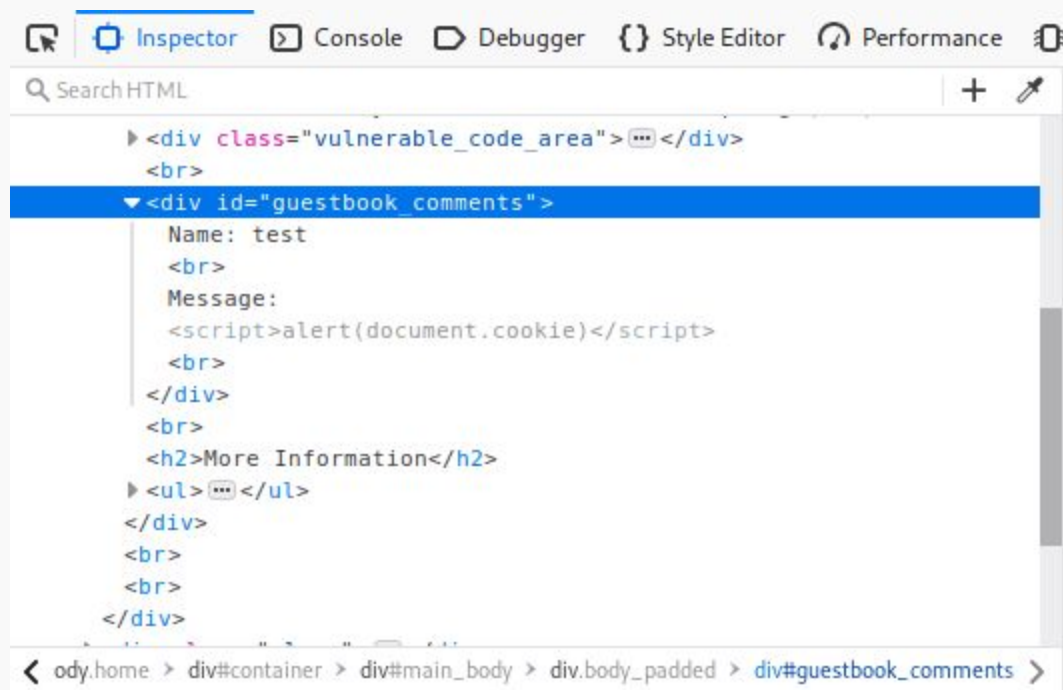 Inspector Console Debugger {} Style Editor Performance
Search HTML +
<div class="vulnerable_code_area">…</div>
<br>
<div id="guestbook_comments">
Name: test
<br>
Message:
<script>alert(document.cookie)</script>
<br>
</div>
<br>
<h2>More Information</h2>
<ul>…</ul>
</div>
<br>
<br>
</div>
ody.home > div#container > div#main_body > div.body_padded > div#guestbook_comments